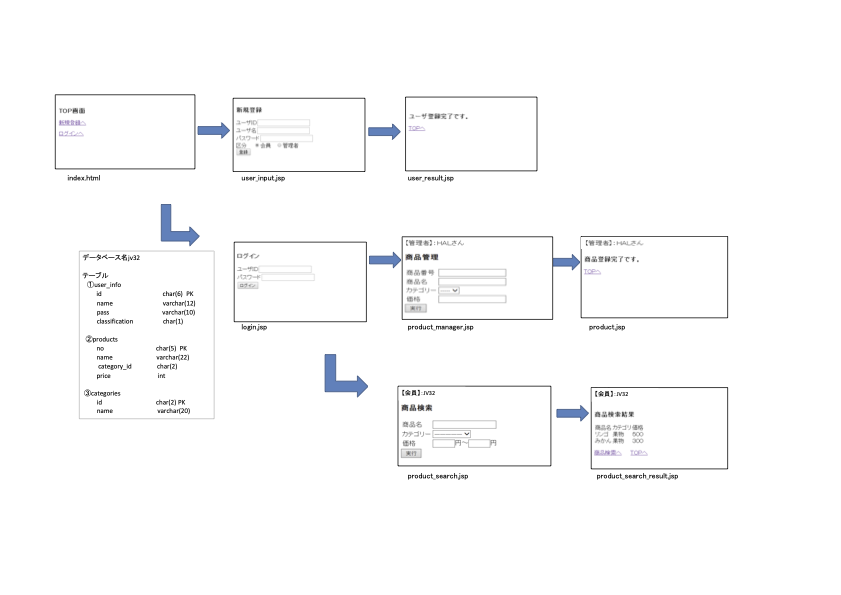 TOP画面
新規登録へ
ログインへ
index.html
新規登録
ユーザID
ユーザ名
パスワード
区分 会員 管理者
登録
user_input.jsp
ユーザ登録完了です。
TOPへ
user_result.jsp
データベース名jv32
テーブル
①user_info
id char(6) PK
name varchar(12)
pass varchar(10)
classification char(1)
②products
no char(5) PK
name varchar(22)
category_id char(2)
price int
③categories
id char(2) PK
name varchar(20)
ログイン
ユーザID
パスワード
ログイン
login.jsp
【管理者】：HALさん
商品管理
商品番号
商品名
カテゴリー -----
価格
実行
product_manager.jsp
【管理者】：HALさん
商品登録完了です。
TOPへ
product.jsp
【会員】:JV32
商品検索
商品名
カテゴリー ----------
価格 円～ 円
実行
product_search.jsp
【会員】:JV32
商品検索結果
商品名 カテゴリ 価格
リンゴ 果物 500
みかん 果物 300
商品検索へ TOPへ
product_search_result.jsp